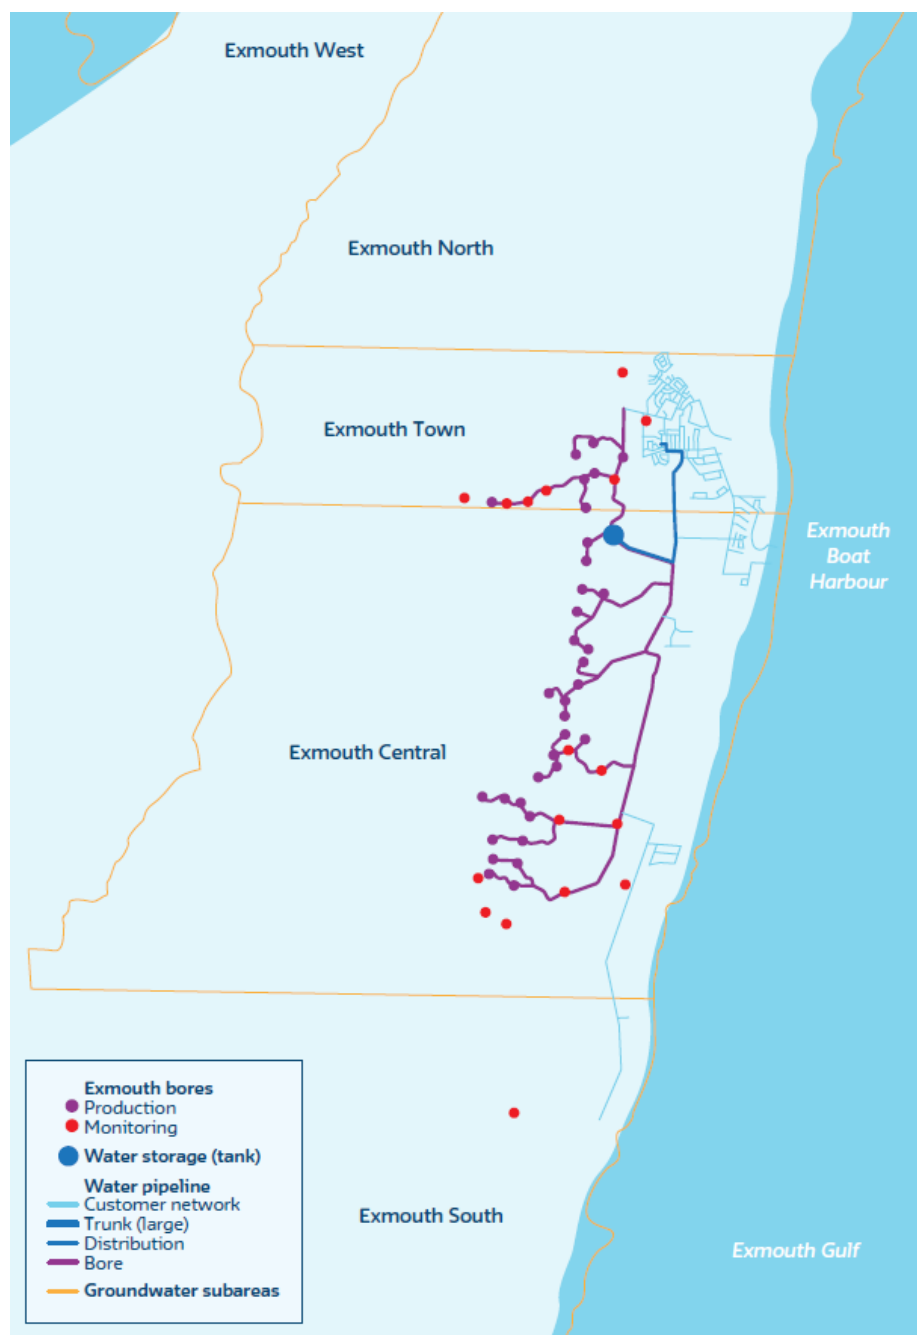 Exmouth West
Exmouth North
Exmouth Town
Exmouth
Boat
Harbour
Exmouth Central
Exmouth bores
Production
Monitoring
Water storage (tank)
Water pipeline
Customer network
Trunk (large)
Distribution
Bore
Groundwater subareas
Exmouth South
Exmouth Gulf